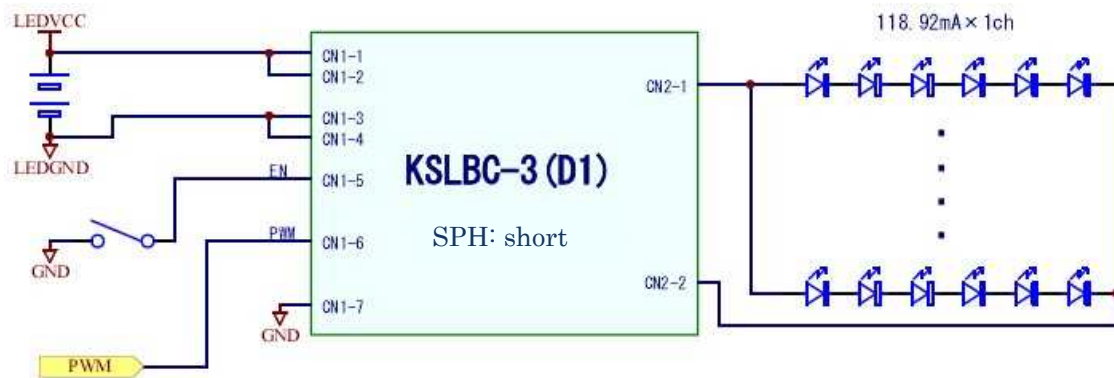 LEDVCC
118.92mA×1ch
CN1-1
CN1-2
CN2-1
CN1-3
CN1-4
LEDGND
EN
CN1-5
KSLBC-3(D1)
SPH: short
PWM
CN1-6
GND
CN2-2
CN1-7
GND
PWM